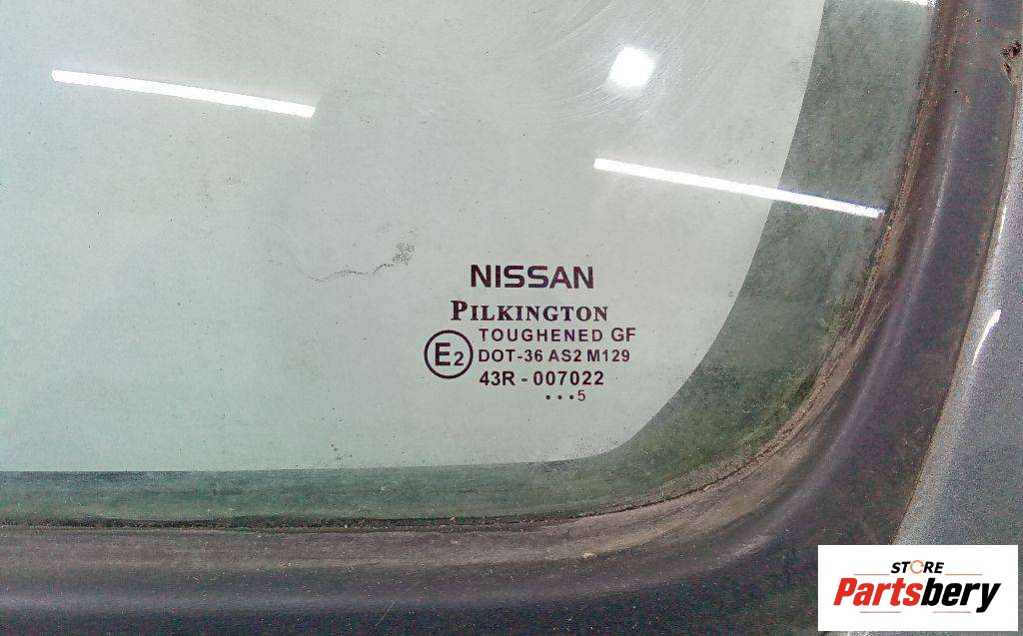 NISSAN
PILKINGTON
TOUGHENED GF
E2 DOT-36 AS2 M129
43R - 007022
•••5
STORE
Partsbery